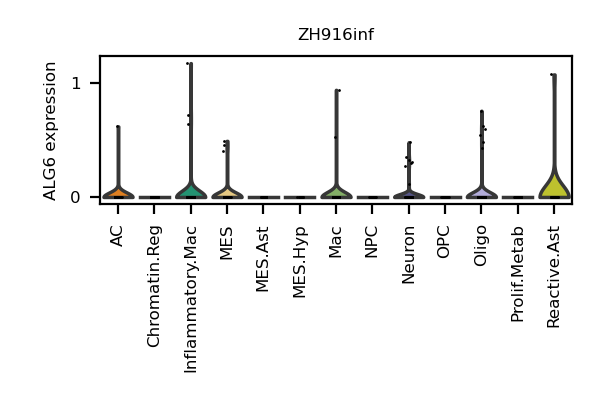 ZH916inf
ALG6 expression
1
0
AC
Chromatin.Reg
Inflammatory.Mac
MES
MES.Ast
MES.Hyp
Mac
NPC
Neuron
OPC
Oligo
Prolif.Metab
Reactive.Ast